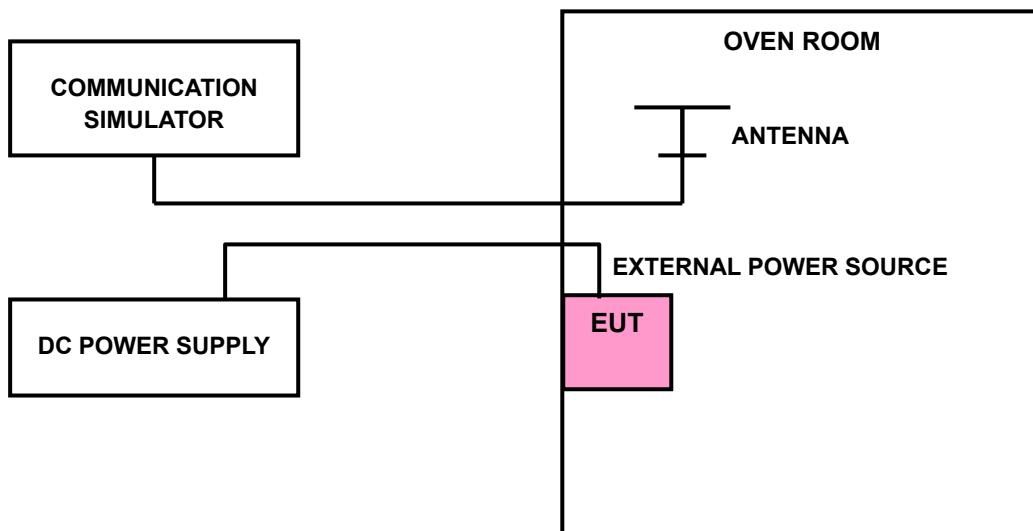 OVEN ROOM
COMMUNICATION
SIMULATOR
ANTENNA
EXTERNAL POWER SOURCE
EUT
DC POWER SUPPLY